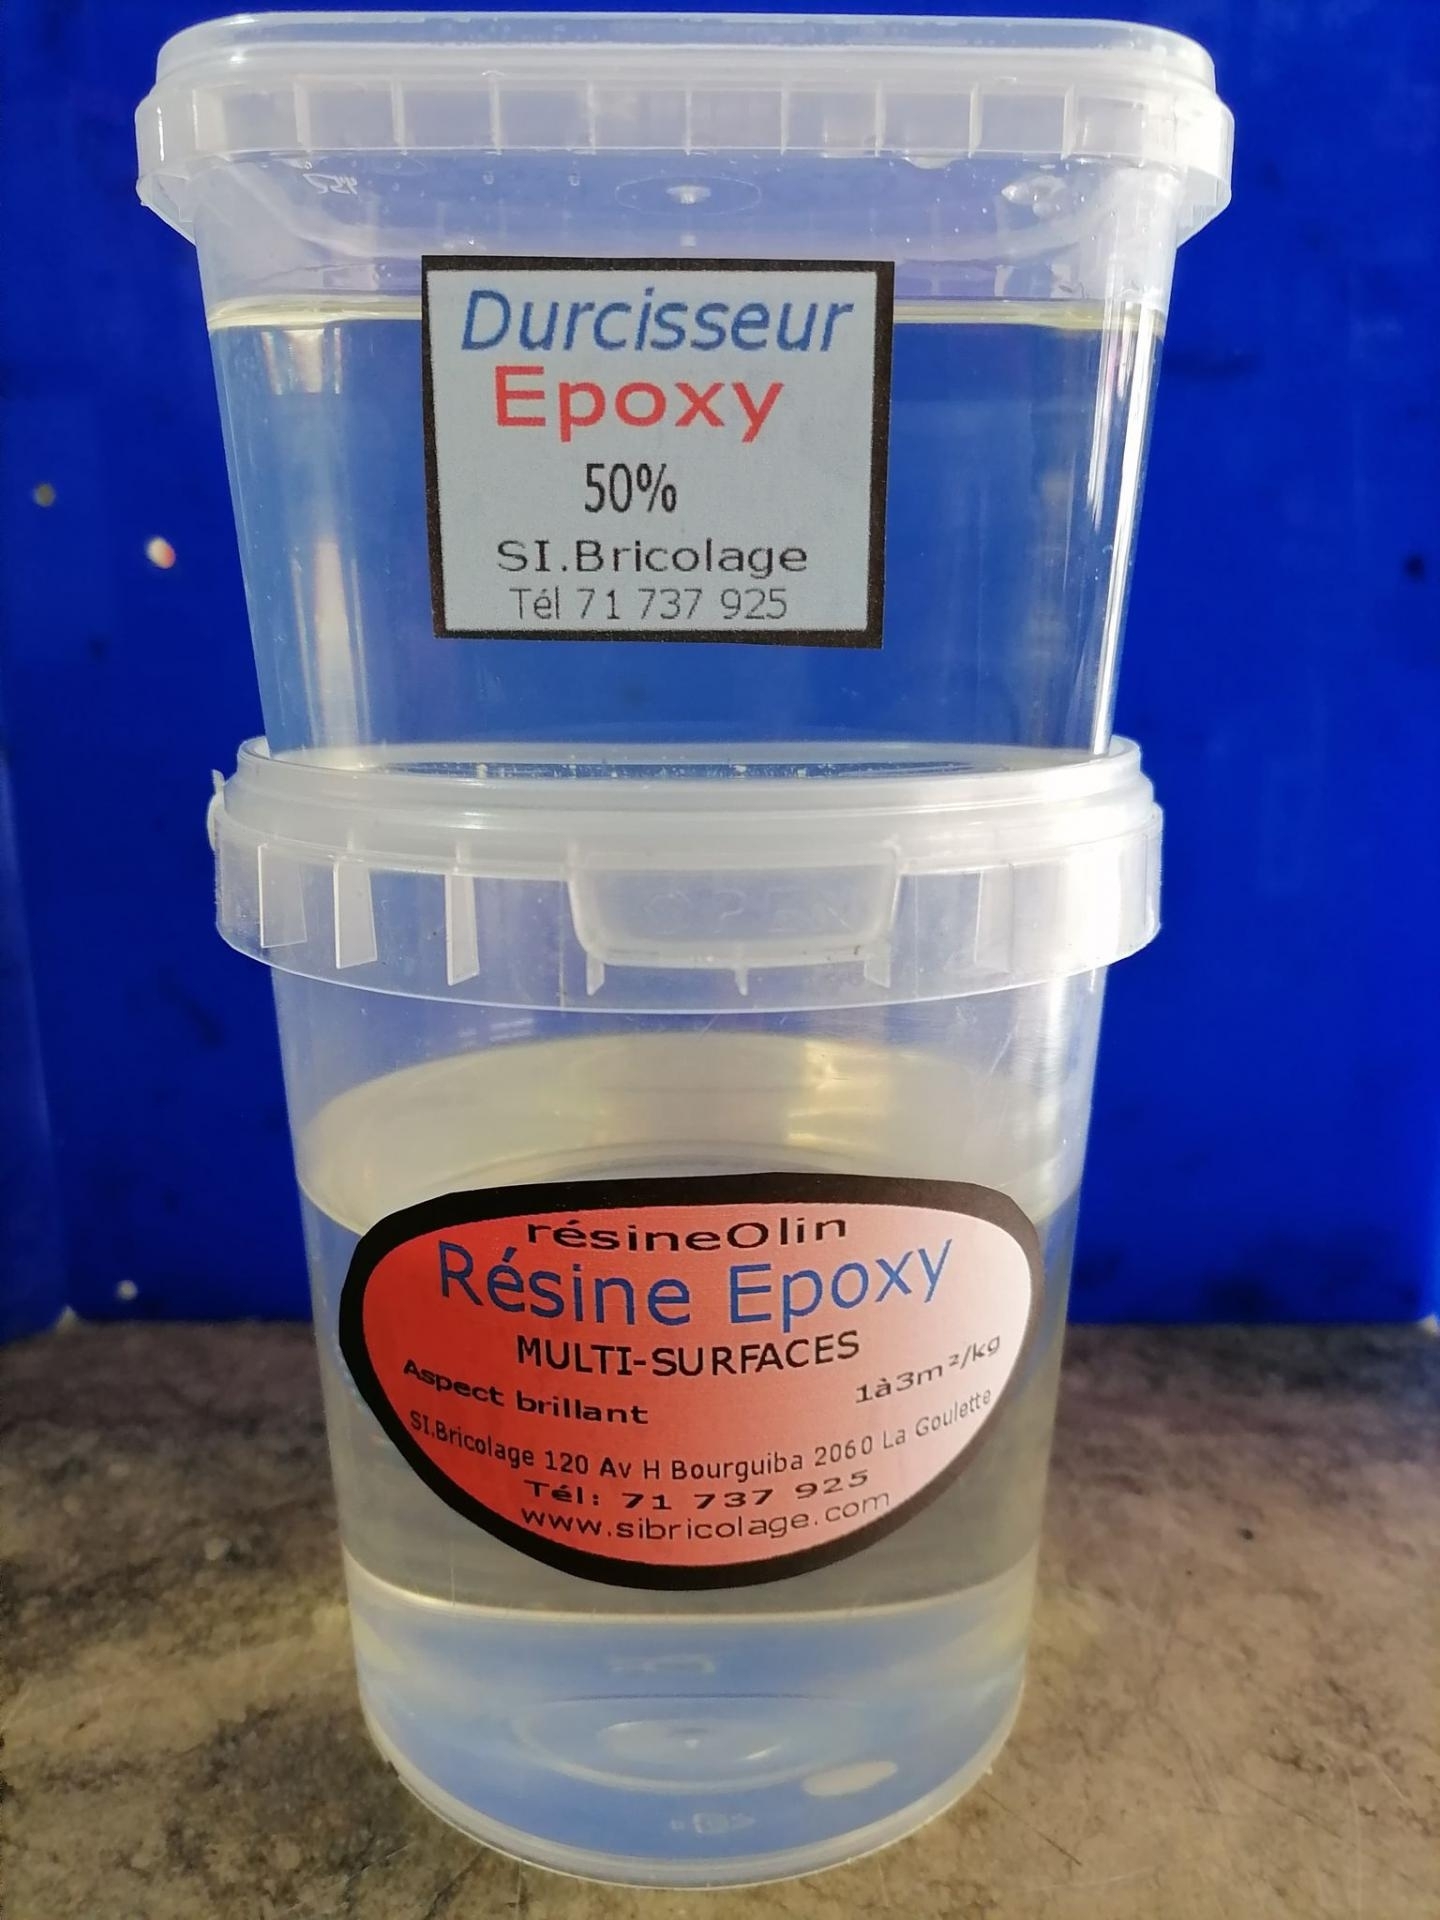 Durcisseur
Epoxy
50%
SI.Bricolage
Tél 71 737 925
résineOlin
Résine Epoxy
MULTI-SURFACES
Aspect brillant
1à3m²/kg
SI.Bricolage 120 Av H Bourguiba 2060 La Goulette
Tél: 71 737 925
www.sibricolage.com